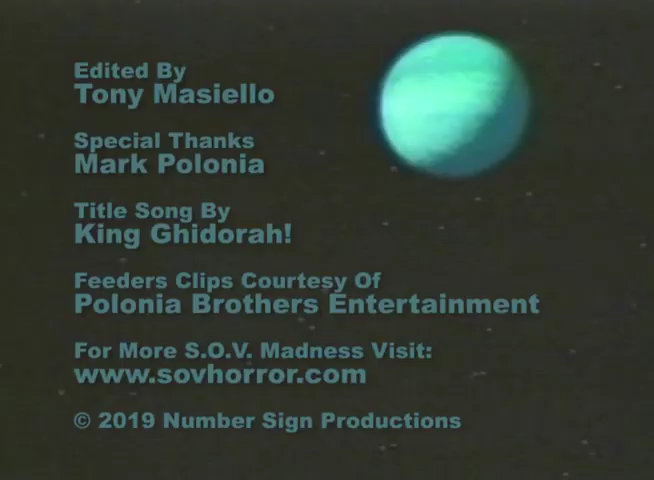 Edited By
Tony Masiello
Special Thanks
Mark Polonia
Title Song By
King Ghidorah!
Feeders Clips Courtesy Of
Polonia Brothers Entertainment
For More S.O.V. Madness Visit:
www.sovhorror.com
© 2019 Number Sign Productions